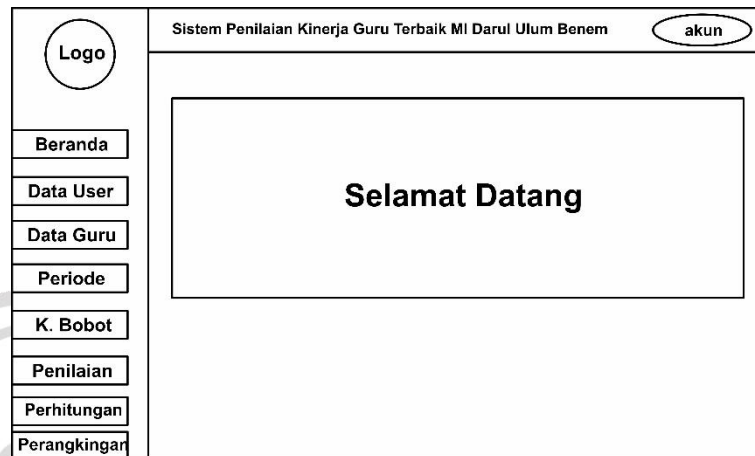 Logo
Sistem Penilaian Kinerja Guru Terbaik MI Darul Ulum Benem
akun
Beranda
Data User
Data Guru
Periode
K. Bobot
Penilaian
Perhitungan
Perangkingan
Selamat Datang